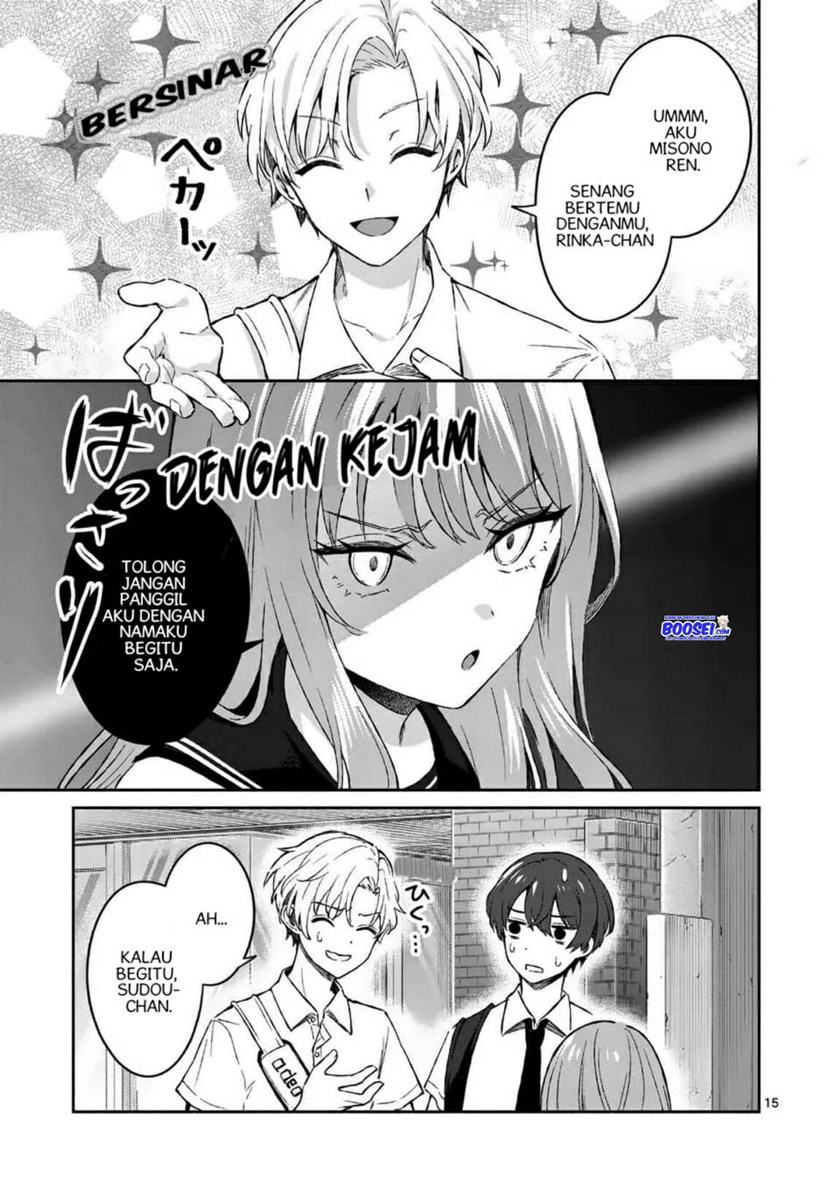 UMMM,
AKU
MISONO
REN.
SENANG
BERTEMU
DENGANMU,
RINKA-CHAN
BERSINAR
ペカーッ
DENGAN KEJAM
ばっさり
TOLONG
JANGAN
PANGGIL
AKU DENGAN
NAMAKU
BEGITU
SAJA.
BOOSEI.COM
ひくっ…
AH...
KALAU
BEGITU,
SUDOU-
CHAN.
adeo
15